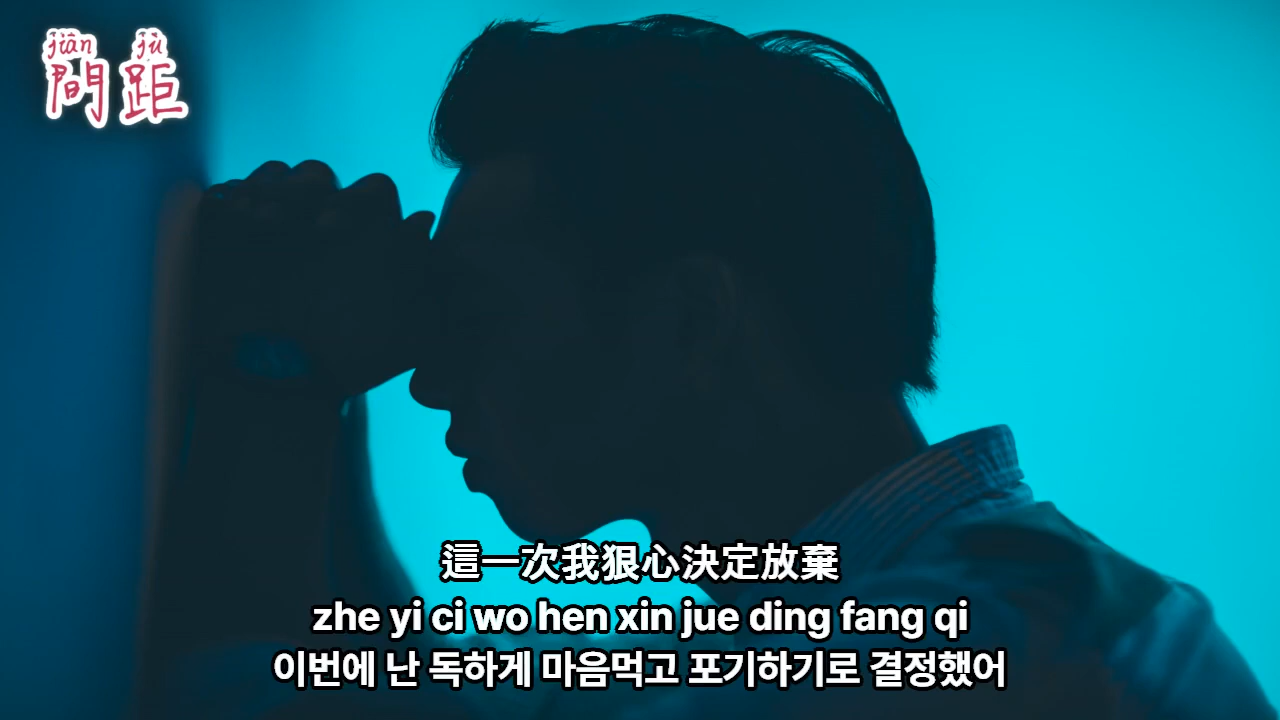 jiān jù
間距
這一次我狠心決定放棄
zhe yi ci wo hen xin jue ding fang qi
이번에 난 독하게 마음먹고 포기하기로 결정했어